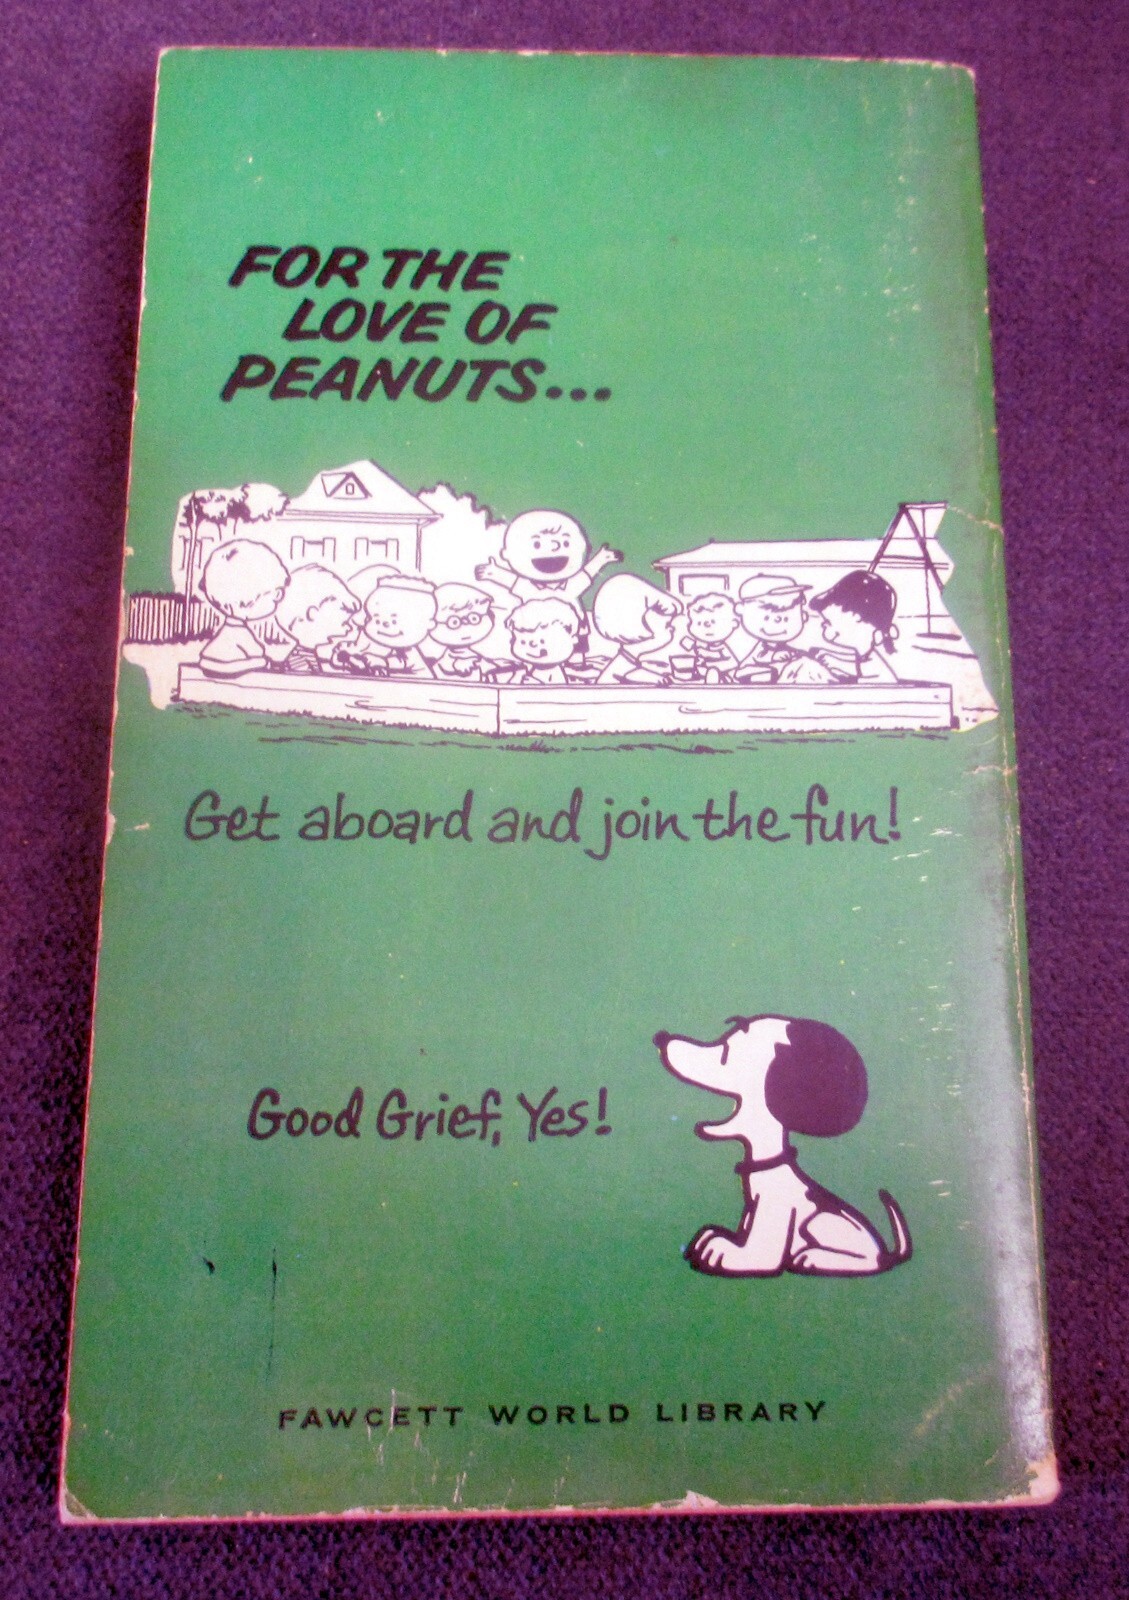 FOR THE
LOVE OF
PEANUTS...
Get aboard and join the fun!
Good Grief, Yes!
FAWCETT WORLD LIBRARY